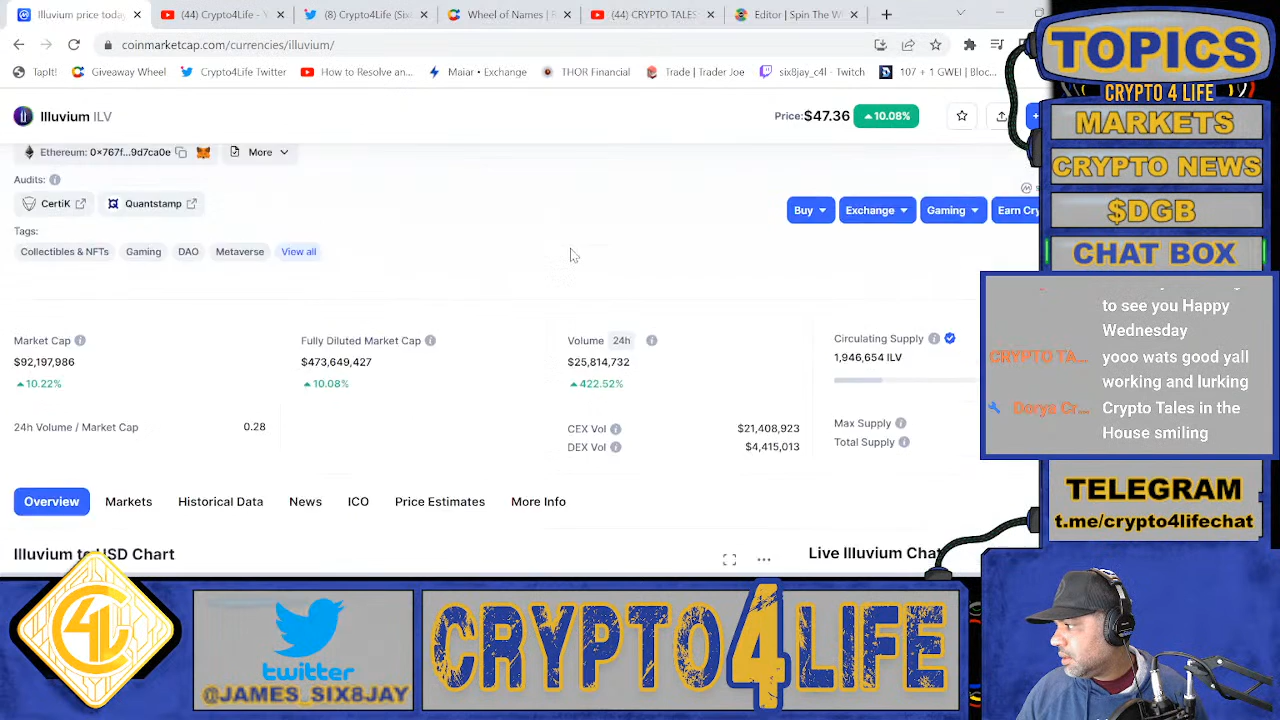 Illuvium price today
(44) Crypto4Life - Y
(8) Crypto4Life (Six
Wheel of Names | R
(44) CRYPTO TALES
Editor | Spin The W
coinmarketcap.com/currencies/illuvium/
TapIt!
Giveaway Wheel
Crypto4Life Twitter
How to Resolve an...
Maiar • Exchange
THOR Financial
Trade | Trader Joe
six8jay_c4l - Twitch
107 + 1 GWEI | Bloc...
Illuvium ILV
Price:$47.36
10.08%
Ethereum: 0x767f...9d7ca0e
More
Audits:
CertiK
Quantstamp
Buy
Exchange
Gaming
Earn Cry
Tags:
Collectibles & NFTs
Gaming
DAO
Metaverse
View all
Market Cap
$92,197,986
10.22%
Fully Diluted Market Cap
$473,649,427
10.08%
Volume 24h
$25,814,732
422.52%
Circulating Supply
1,946,654 ILV
24h Volume / Market Cap
0.28
CEX Vol
$21,408,923
DEX Vol
$4,415,013
Max Supply
Total Supply
Overview
Markets
Historical Data
News
ICO
Price Estimates
More Info
Illuvium to USD Chart
Live Illuvium Chat
TOPICS
CRYPTO 4 LIFE
MARKETS
CRYPTO NEWS
$DGB
CHAT BOX
to see you Happy
Wednesday
CRYPTO TA... yooo wats good yall
working and lurking
Dorya Cr... Crypto Tales in the
House smiling
TELEGRAM
t.me/crypto4lifechat
C4L
twitter
@JAMES_SIX8JAY
CRYPTO4LIFE